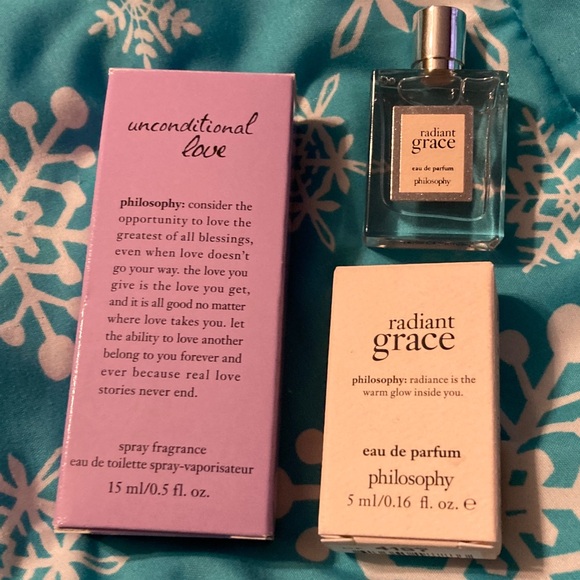 unconditional
love
philosophy: consider the
opportunity to love the
greatest of all blessings,
even when love doesn't
go your way. the love you
give is the love you get,
and it is all good no matter
where love takes you. let
the ability to love another
belong to you forever and
ever because real love
stories never end.
spray fragrance
eau de toilette spray-vaporisateur
15 ml/0.5 fl. oz.
radiant
grace
eau de parfum
philosophy
radiant
grace
philosophy: radiance is the
warm glow inside you.
eau de parfum
philosophy
5 ml/0.16 fl. oz. ℮